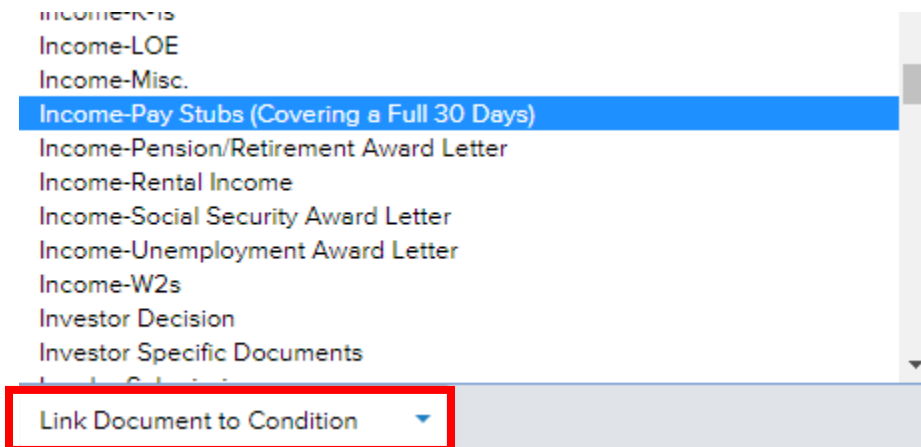 Income-K-1s
Income-LOE
Income-Misc.
Income-Pay Stubs (Covering a Full 30 Days)
Income-Pension/Retirement Award Letter
Income-Rental Income
Income-Social Security Award Letter
Income-Unemployment Award Letter
Income-W2s
Investor Decision
Investor Specific Documents
Link Document to Condition